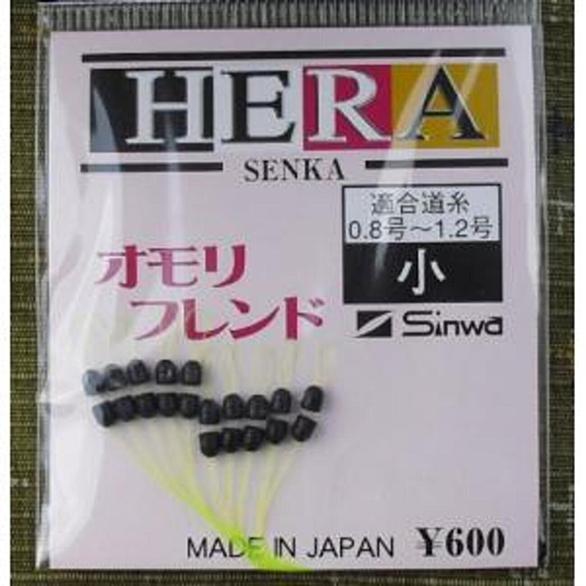 HERA
SENKA
適合道糸
0.8号～1.2号
小
オモリ
フレンド
Sinwa
MADE IN JAPAN ¥600